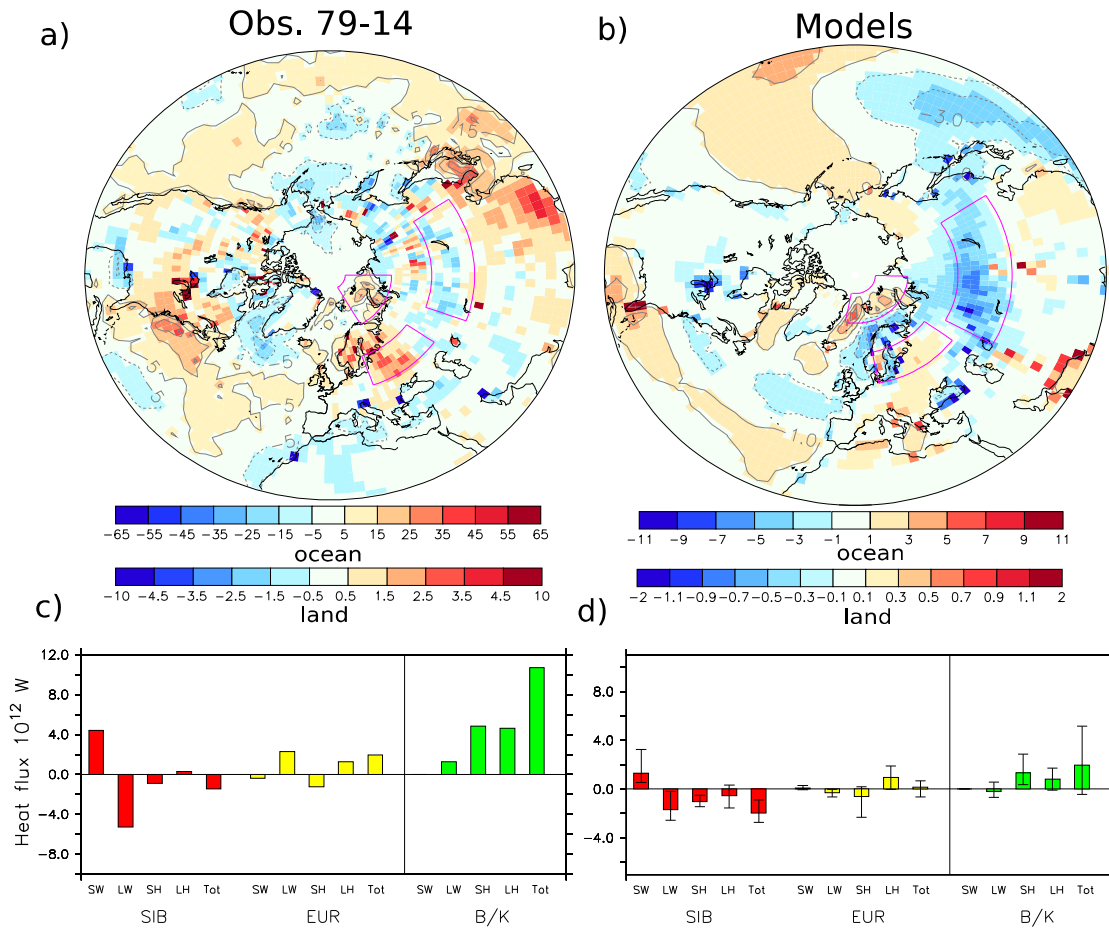 a) Obs. 79-14
b) Models
5
15
5
5
5
5
5
-3.0
1.0
-1.0
-65 -55 -45 -35 -25 -15 -5 5 15 25 35 45 55 65
ocean
-10 -4.5 -3.5 -2.5 -1.5 -0.5 0.5 1.5 2.5 3.5 4.5 10
land
-11 -9 -7 -5 -3 -1 1 3 5 7 9 11
ocean
-2 -1.1 -0.9 -0.7 -0.5 -0.3 -0.1 0.1 0.3 0.5 0.7 0.9 1.1 2
land
c)
Heat flux 10¹² W
12.0
8.0
4.0
0.0
-4.0
-8.0
SW LW SH LH Tot SW LW SH LH Tot SW LW SH LH Tot
SIB EUR B/K
d)
8.0
4.0
0.0
-4.0
SW LW SH LH Tot SW LW SH LH Tot SW LW SH LH Tot
SIB EUR B/K